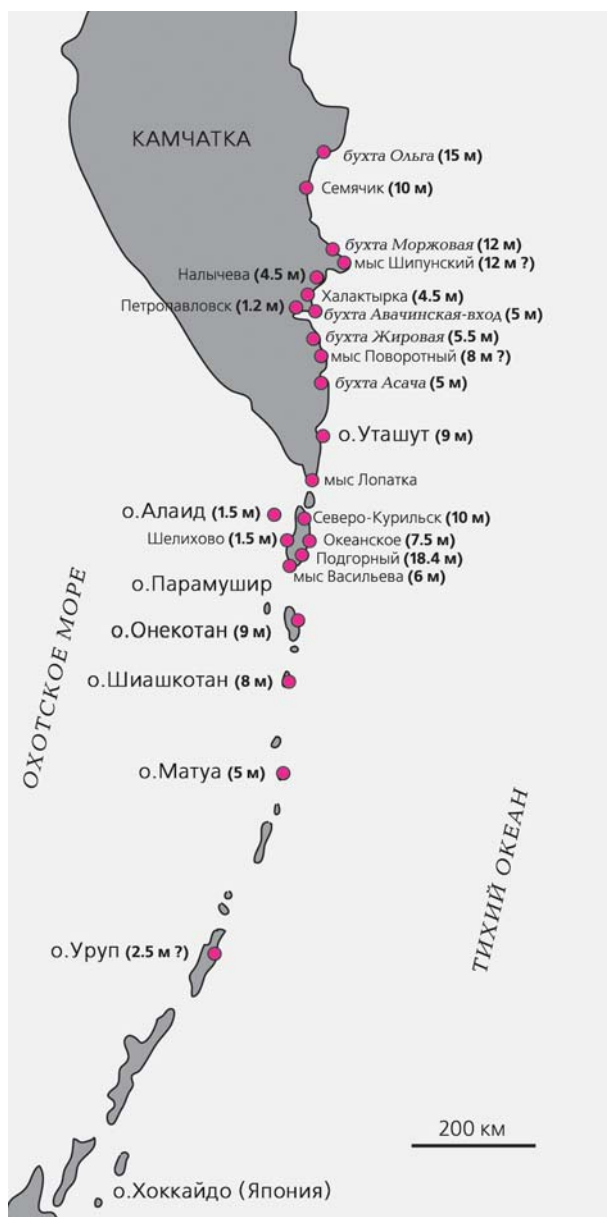 КАМЧАТКА
бухта Ольга (15 м)
Семячик (10 м)
бухта Моржовая (12 м)
мыс Шипунский (12 м ?)
Налычева (4.5 м)
Халактырка (4.5 м)
Петропавловск (1.2 м)
бухта Авачинская-вход (5 м)
бухта Жировая (5.5 м)
мыс Поворотный (8 м ?)
бухта Асача (5 м)
о.Уташут (9 м)
мыс Лопатка
о.Алаид (1.5 м)
Северо-Курильск (10 м)
Шелихово (1.5 м)
Океанское (7.5 м)
Подгорный (18.4 м)
мыс Васильева (6 м)
о.Парамушир
о.Онекотан (9 м)
о.Шиашкотан (8 м)
ОХОТСКОЕ МОРЕ
о.Матуа (5 м)
ТИХИЙ ОКЕАН
о.Уруп (2.5 м ?)
200 км
о.Хоккайдо (Япония)